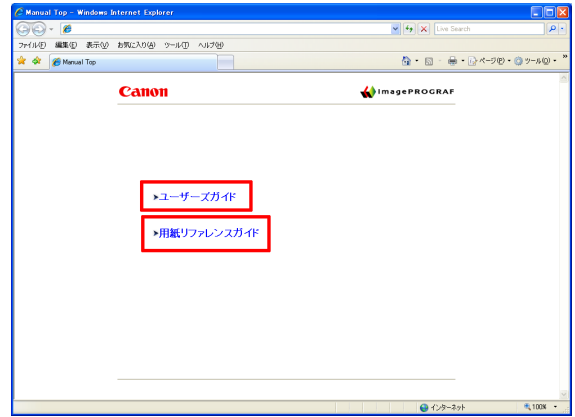 Manual Top - Windows Internet Explorer
Live Search
ファイル(F) 編集(E) 表示(V) お気に入り(A) ツール(T) ヘルプ(H)
Manual Top
ページ(P) ツール(O)
Canon
imagePROGRAF
➤ユーザーズガイド
➤用紙リファレンスガイド
インターネット
100%